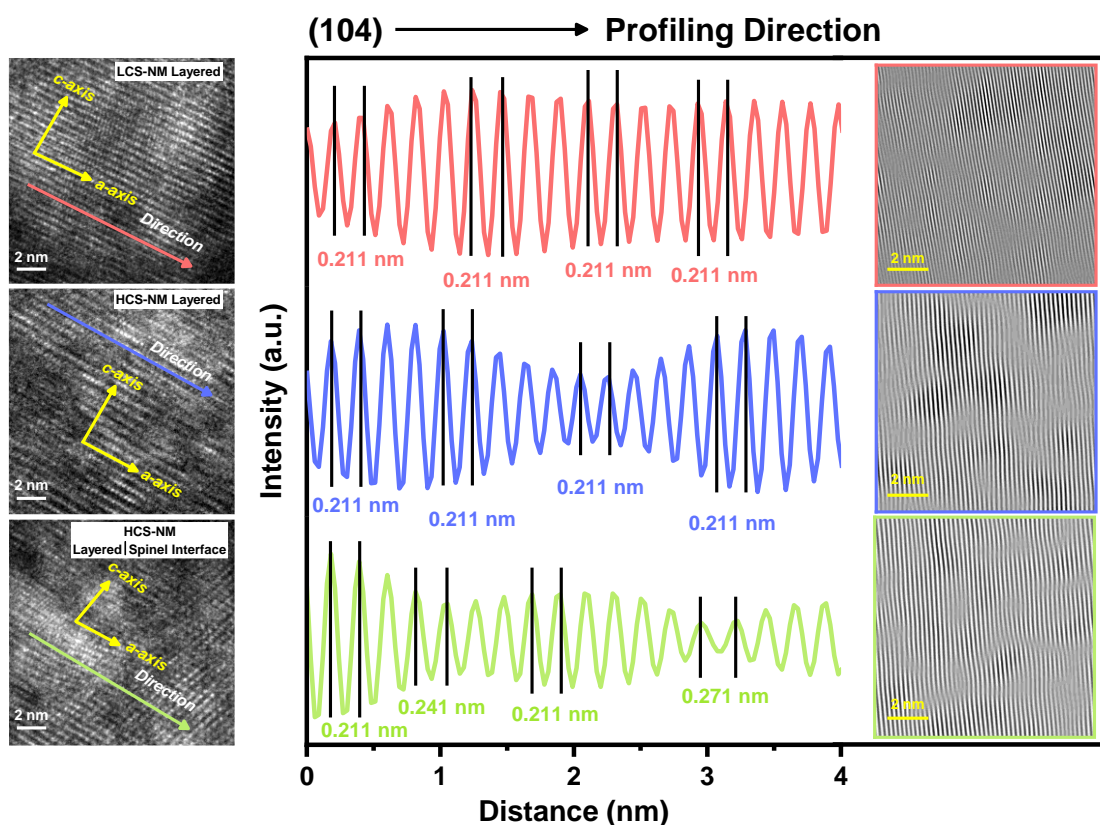 (104) Profiling Direction
LCS-NM Layered
c-axis
a-axis
Direction
2 nm
HCS-NM Layered
Direction
c-axis
a-axis
2 nm
HCS-NM
Layered|Spinel Interface
c-axis
a-axis
Direction
2 nm
Intensity (a.u.)
0.211 nm
0.211 nm
0.211 nm
0.211 nm
0.211 nm
0.211 nm
0.211 nm
0.211 nm
0.211 nm
0.241 nm
0.211 nm
0.271 nm
0 1 2 3 4
Distance (nm)
2 nm
2 nm
2 nm